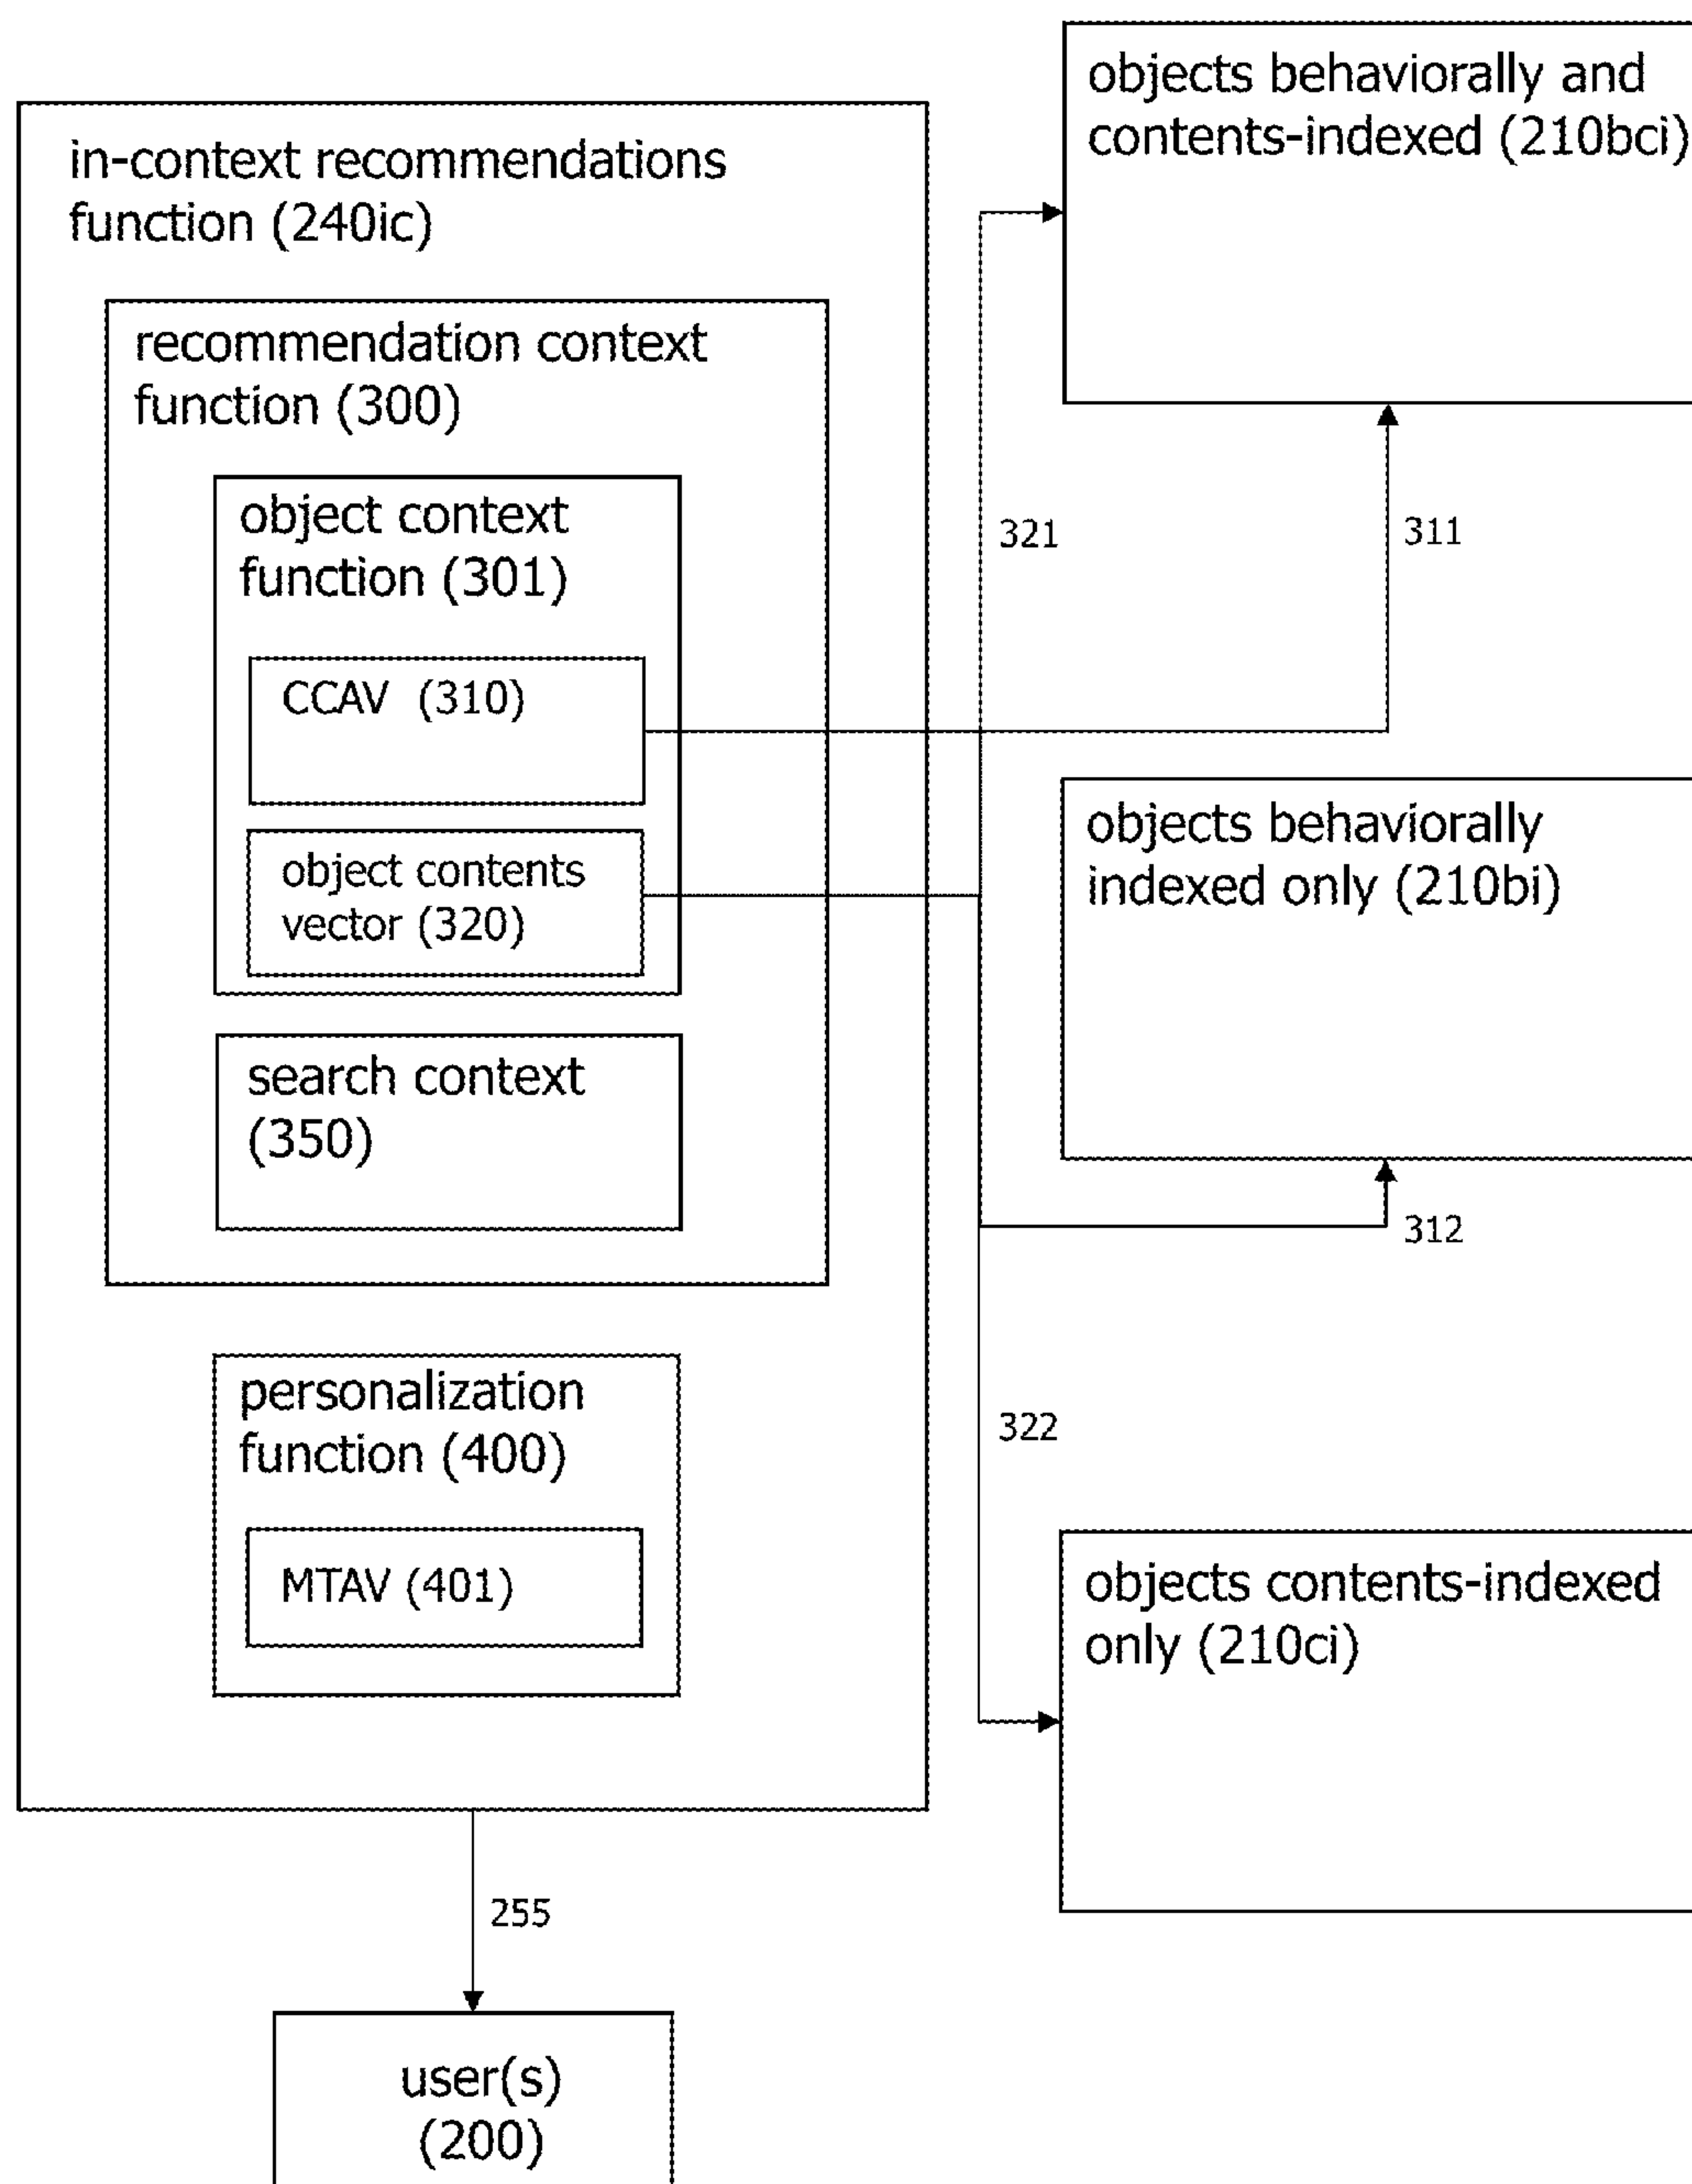 in-context recommendations
function (240ic)
recommendation context
function (300)
object context
function (301)
CCAV (310)
object contents
vector (320)
search context
(350)
personalization
function (400)
MTAV (401)
255
user(s)
(200)
321
311
312
322
objects behaviorally and
contents-indexed (210bci)
objects behaviorally
indexed only (210bi)
objects contents-indexed
only (210ci)